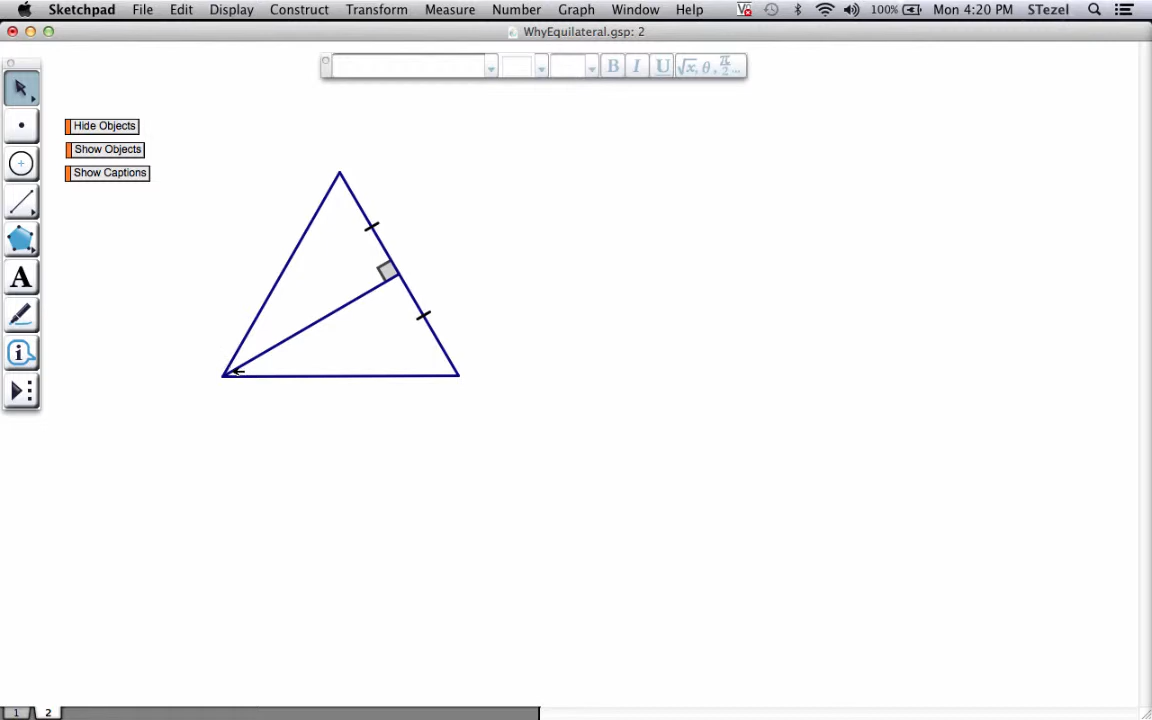 Sketchpad File Edit Display Construct Transform Measure Number Graph Window Help 100% Mon 4:20 PM STezel
WhyEquilateral.gsp: 2
B I U √x, θ, π/2 ...
Hide Objects
Show Objects
Show Captions
A
i
1 2